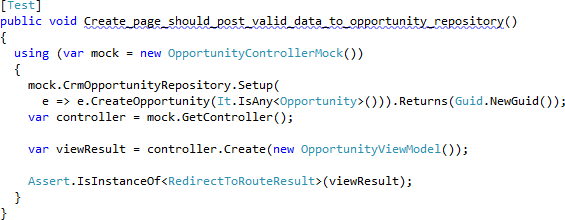 [Test]
public void Create_page_should_post_valid_data_to_opportunity_repository()
{
  using (var mock = new OpportunityControllerMock())
  {
    mock.CrmOpportunityRepository.Setup(
      e => e.CreateOpportunity(It.IsAny<Opportunity>())).Returns(Guid.NewGuid());
    var controller = mock.GetController();

    var viewResult = controller.Create(new OpportunityViewModel());

    Assert.IsInstanceOf<RedirectToRouteResult>(viewResult);
  }
}